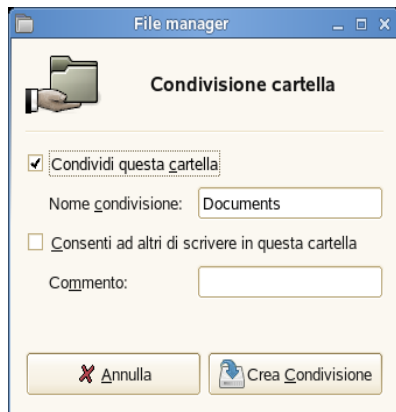 File manager
Condivisione cartella
Condividi questa cartella
Nome condivisione: Documents
Consenti ad altri di scrivere in questa cartella
Commento:
Annulla Crea Condivisione